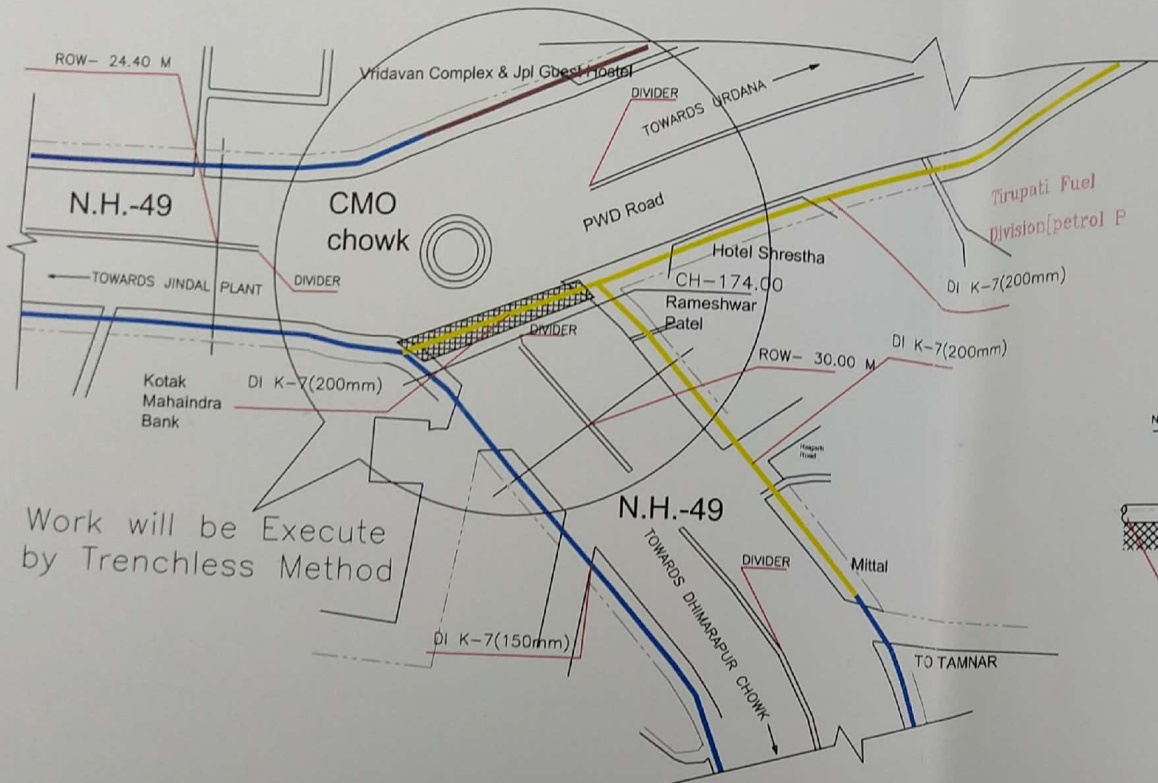 ROW- 24.40 M
Vridavan Complex & Jpl Guest Hostel
DIVIDER
TOWARDS URDANA
N.H.-49
CMO
chowk
PWD Road
Tirupati Fuel
Division[petrol P
TOWARDS JINDAL PLANT
DIVIDER
Hotel Shrestha
CH-174.00
DI K-7(200mm)
Rameshwar
Patel
DIVIDER
ROW- 30.00 M
DI K-7(200mm)
Kotak
Mahaindra
Bank
DI K-7(200mm)
Road
N.H.-49
Work will be Execute
by Trenchless Method
TOWARDS DHIMARAPUR CHOWK
DIVIDER
Mittal
DI K-7(150mm)
TO TAMNAR
N